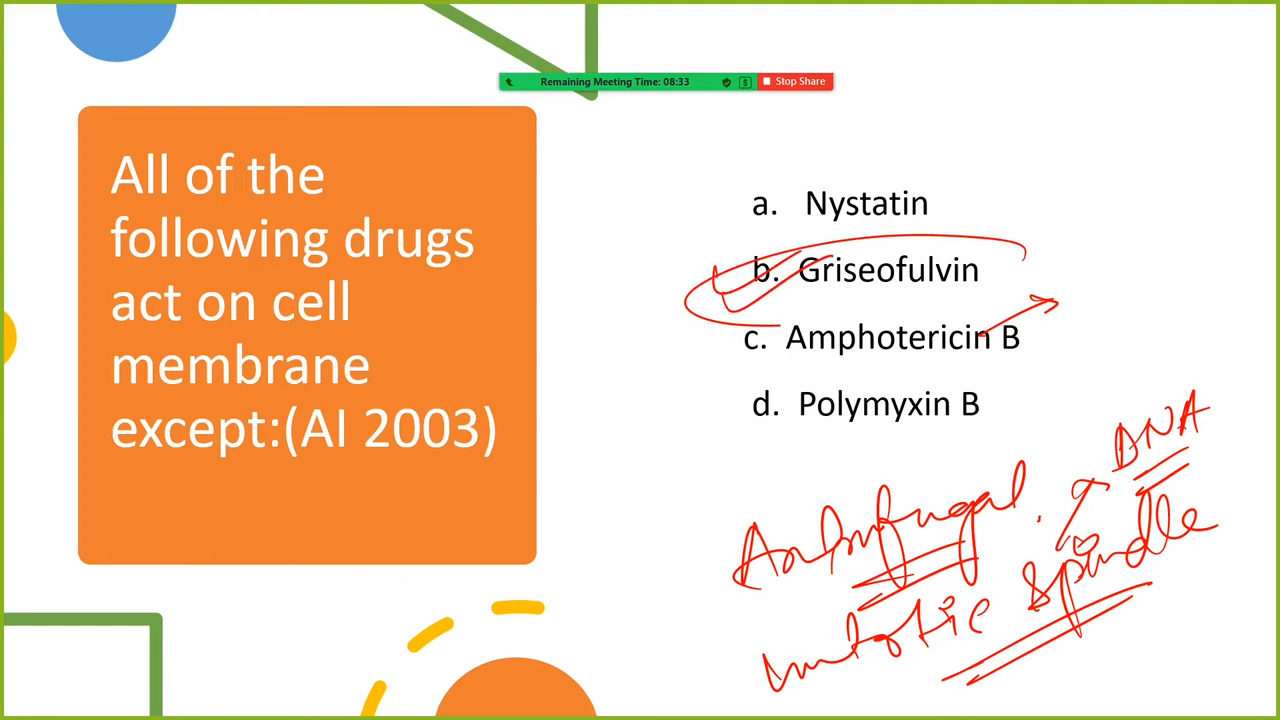 Remaining Meeting Time: 08:33
Stop Share
All of the
following drugs
act on cell
membrane
except:(AI 2003)
a. Nystatin
b. Griseofulvin
c. Amphotericin B
d. Polymyxin B
DNA
Antifugal.
mitotic spindle